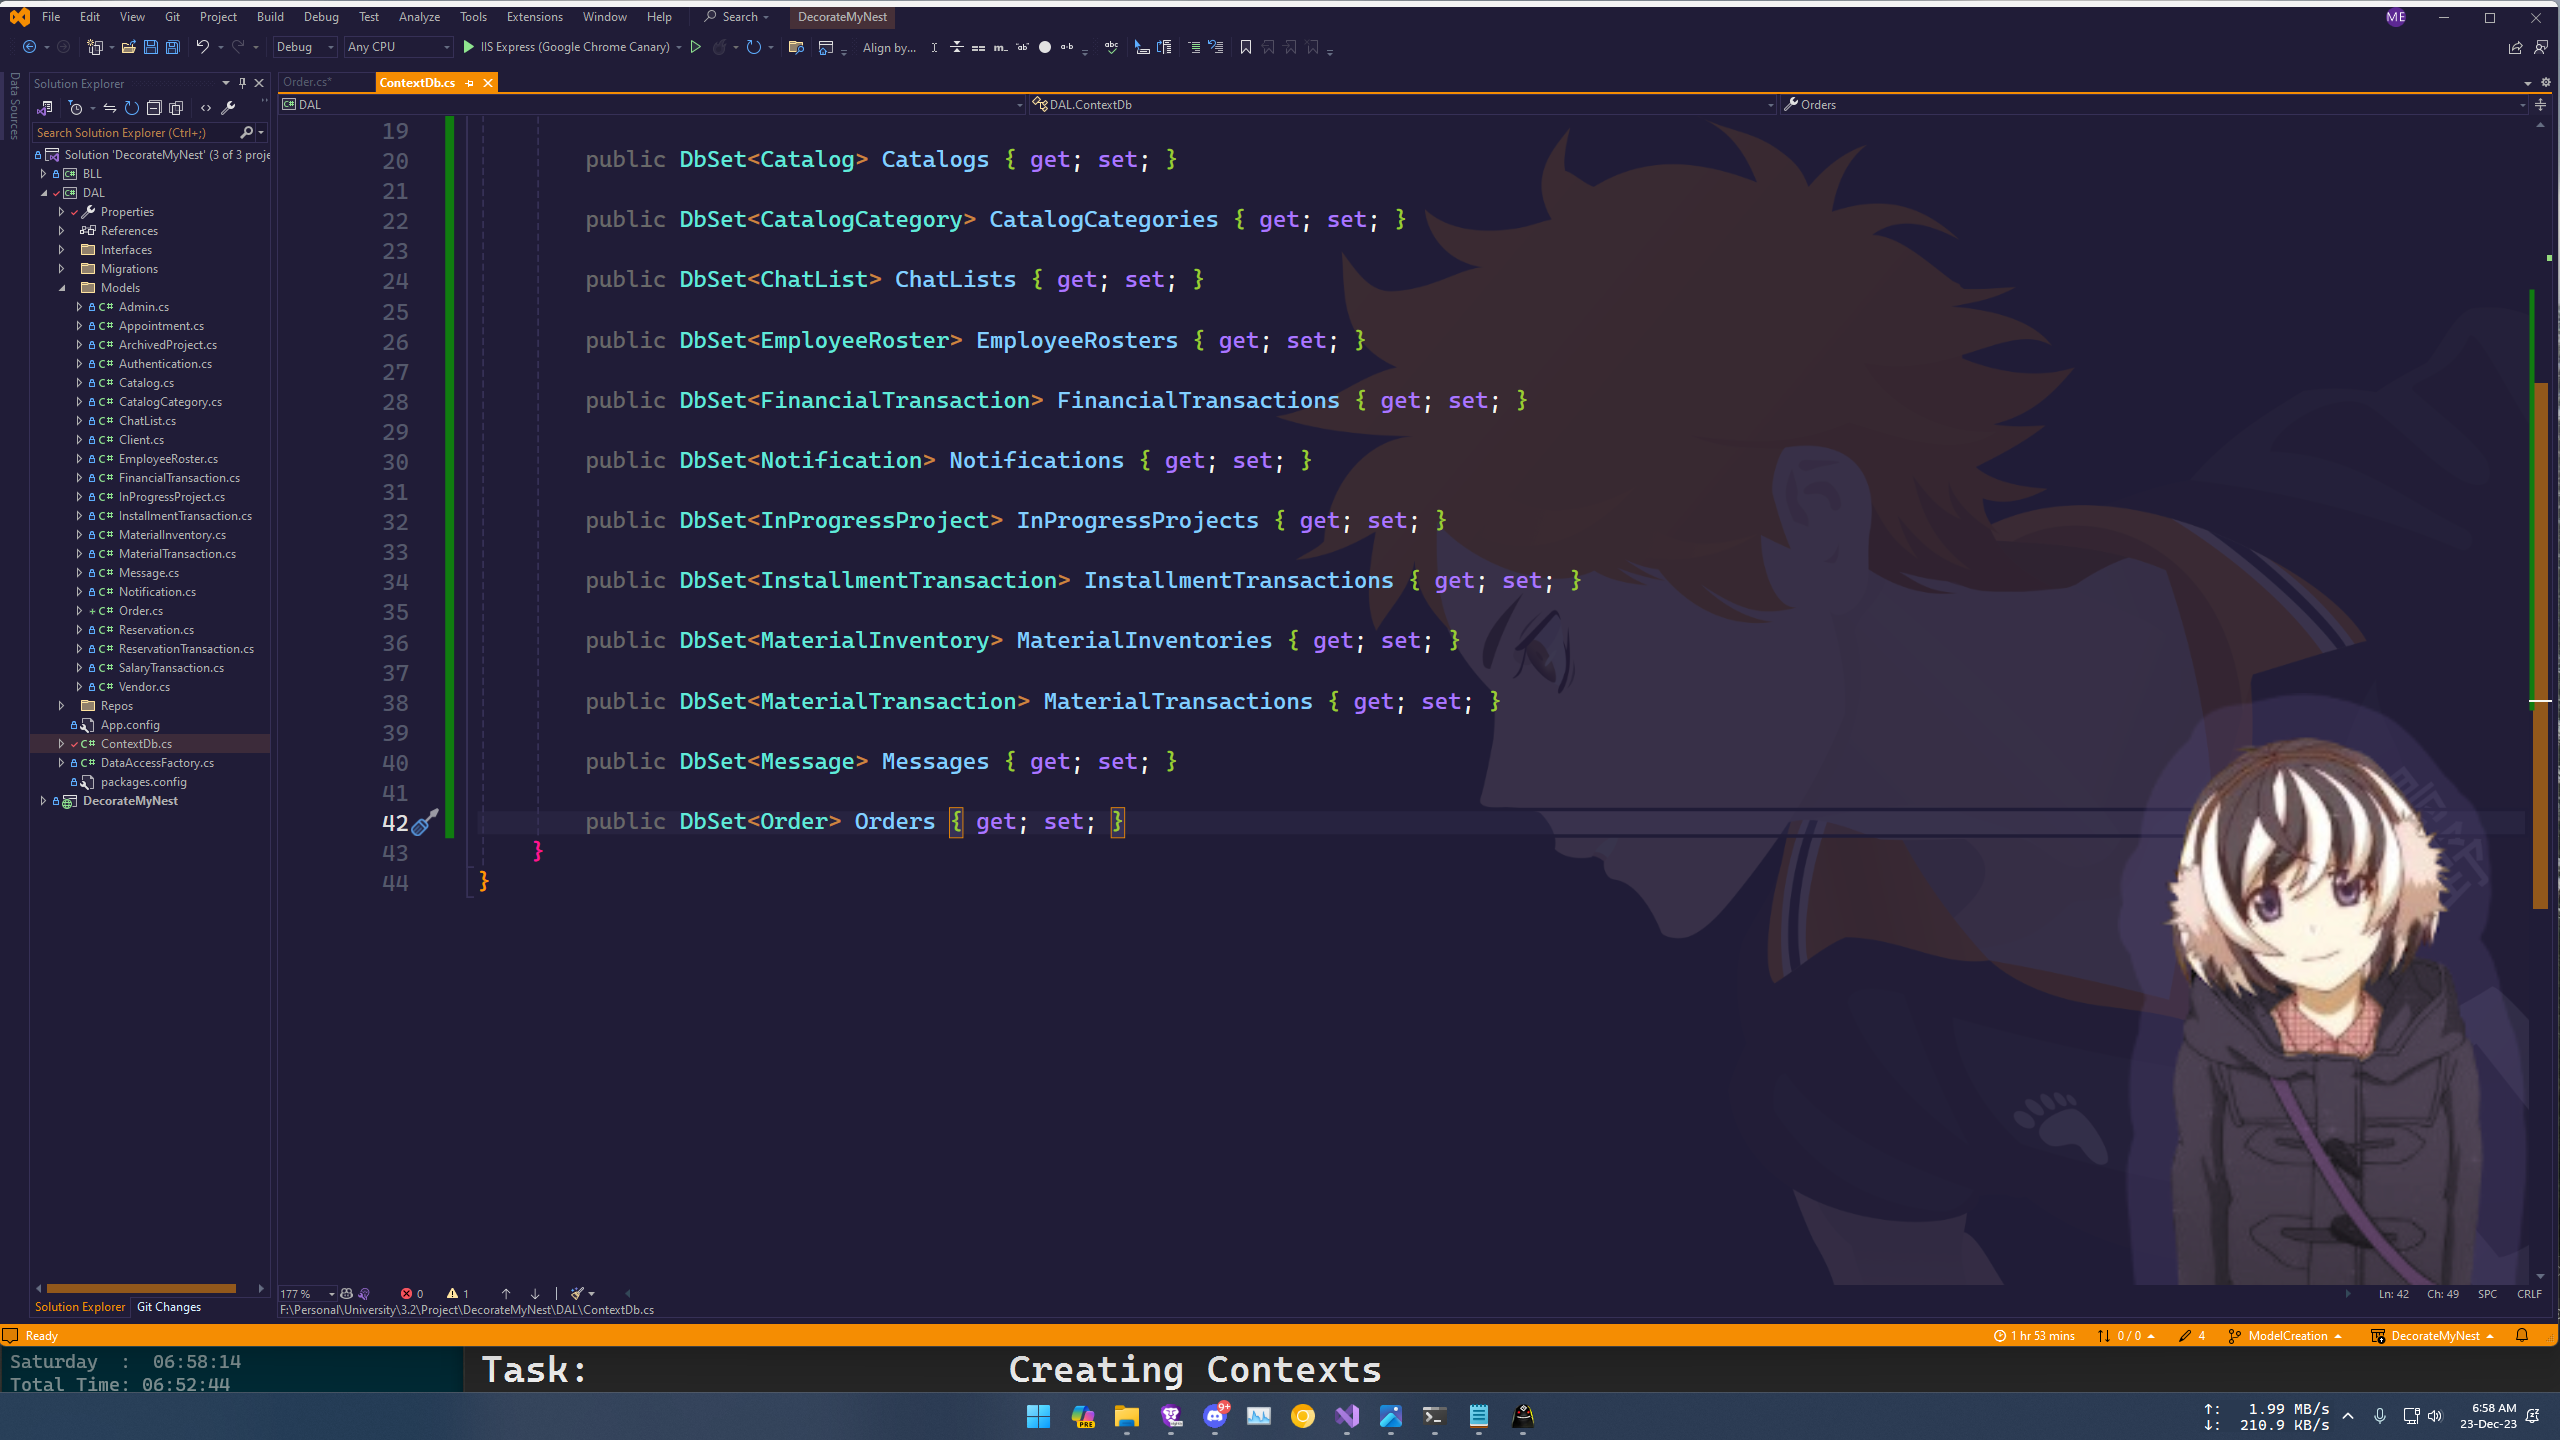 File Edit View Git Project Build Debug Test Analyze Tools Extensions Window Help Search DecorateMyNest ME
Debug Any CPU IIS Express (Google Chrome Canary) Align by...
Data Sources
Solution Explorer
Order.cs*
ContextDb.cs
DAL
DAL.ContextDb
Orders
Search Solution Explorer (Ctrl+;)
Solution 'DecorateMyNest' (3 of 3 proje
BLL
DAL
Properties
References
Interfaces
Migrations
Models
Admin.cs
Appointment.cs
ArchivedProject.cs
Authentication.cs
Catalog.cs
CatalogCategory.cs
ChatList.cs
Client.cs
EmployeeRoster.cs
FinancialTransaction.cs
InProgressProject.cs
InstallmentTransaction.cs
MaterialInventory.cs
MaterialTransaction.cs
Message.cs
Notification.cs
Order.cs
Reservation.cs
ReservationTransaction.cs
SalaryTransaction.cs
Vendor.cs
Repos
App.config
ContextDb.cs
DataAccessFactory.cs
packages.config
DecorateMyNest
19
20 public DbSet<Catalog> Catalogs { get; set; }
21
22 public DbSet<CatalogCategory> CatalogCategories { get; set; }
23
24 public DbSet<ChatList> ChatLists { get; set; }
25
26 public DbSet<EmployeeRoster> EmployeeRosters { get; set; }
27
28 public DbSet<FinancialTransaction> FinancialTransactions { get; set; }
29
30 public DbSet<Notification> Notifications { get; set; }
31
32 public DbSet<InProgressProject> InProgressProjects { get; set; }
33
34 public DbSet<InstallmentTransaction> InstallmentTransactions { get; set; }
35
36 public DbSet<MaterialInventory> MaterialInventories { get; set; }
37
38 public DbSet<MaterialTransaction> MaterialTransactions { get; set; }
39
40 public DbSet<Message> Messages { get; set; }
41
42 public DbSet<Order> Orders { get; set; }
43 }
44 }
177 % 0 1
Ln: 42 Ch: 49 SPC CRLF
Solution Explorer Git Changes
F:\Personal\University\3.2\Project\DecorateMyNest\DAL\ContextDb.cs
Ready
1 hr 53 mins 0 / 0 4 ModelCreation DecorateMyNest
Saturday : 06:58:14
Total Time: 06:52:44
Task: Creating Contexts
PRE
9+
↑: 1.99 MB/s
↓: 210.9 KB/s
6:58 AM
23-Dec-23